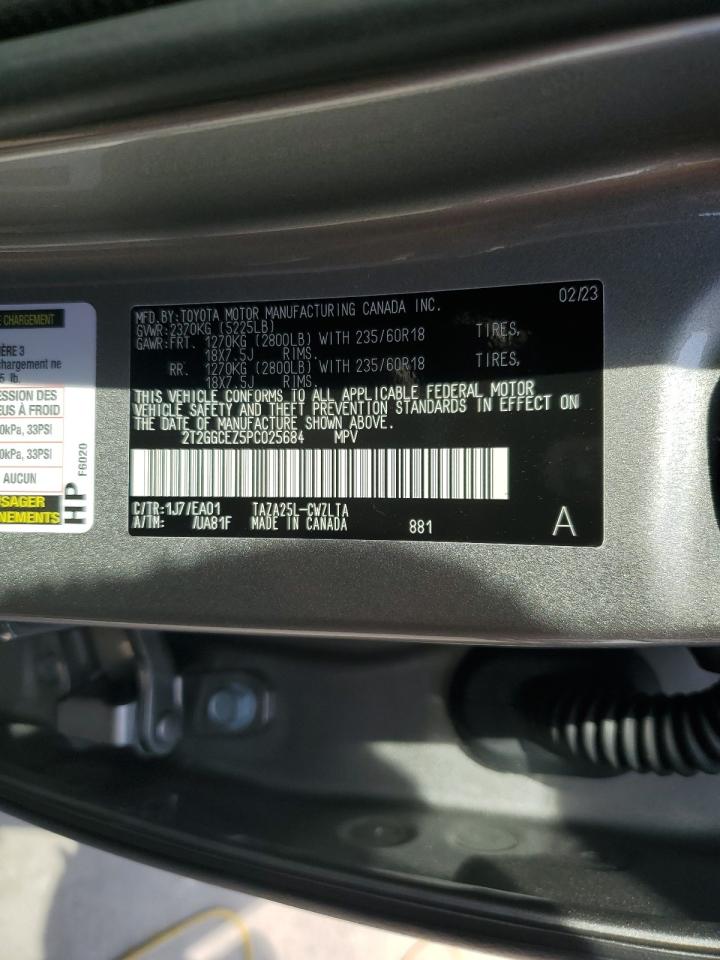 MFD.BY:TOYOTA MOTOR MANUFACTURING CANADA INC. 02/23
GVWR:2370KG (5225LB)
GAWR:FRT. 1270KG (2800LB) WITH 235/60R18 TIRES,
18X7.5J RIMS.
RR. 1270KG (2800LB) WITH 235/60R18 TIRES,
18X7.5J RIMS.
THIS VEHICLE CONFORMS TO ALL APPLICABLE FEDERAL MOTOR
VEHICLE SAFETY AND THEFT PREVENTION STANDARDS IN EFFECT ON
THE DATE OF MANUFACTURE SHOWN ABOVE.
2T2GGCEZ5PC025684 MPV
C/TR:1J7/EA01 TAZA25L-CWZLTA
A/TM: /UA81F MADE IN CANADA 881 A
E CHARGEMENT
IÈRE 3
chargement ne
5 lb.
ESSION DES
EUS À FROID
0kPa, 33PSI
0kPa, 33PSI
AUCUN
USAGER
NEMENTS
HP F6020